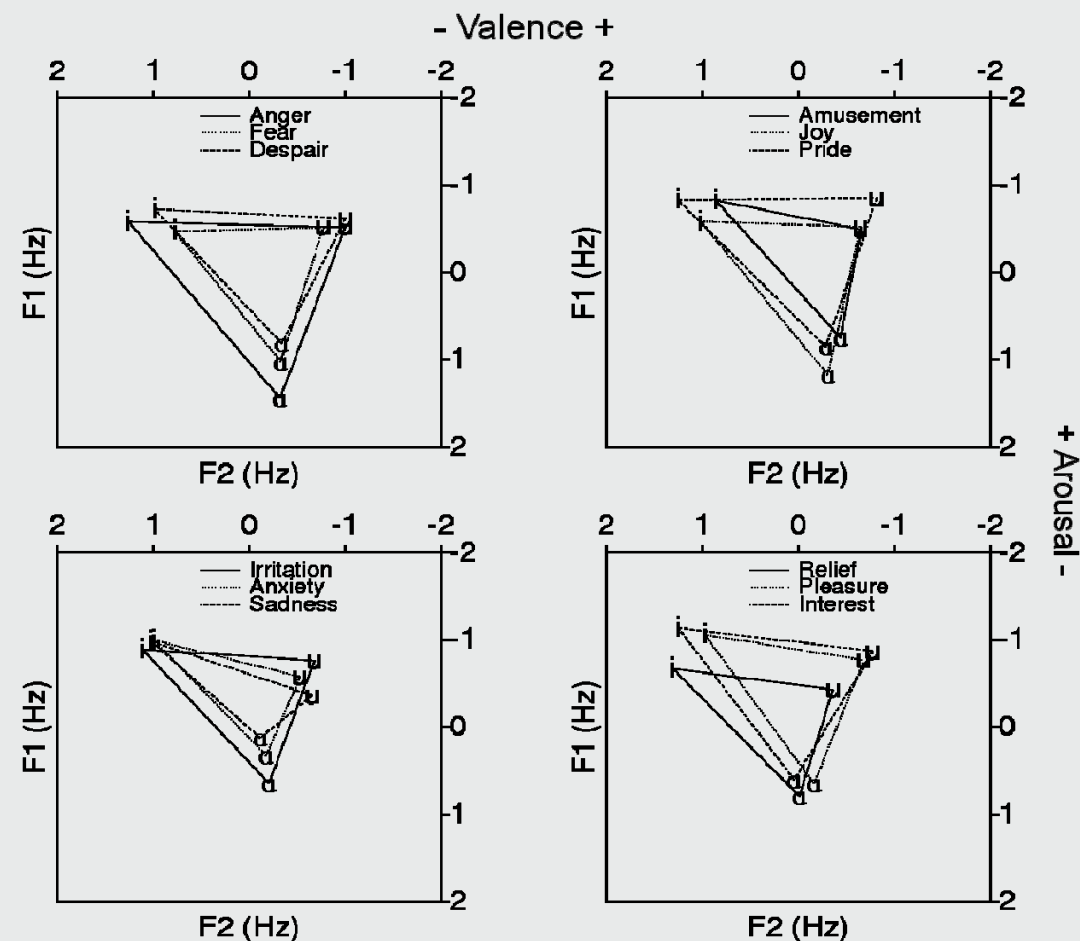 - Valence +
2 1 0 -1 -2
2 1 0 -1 -2
-2
-1
0
1
2
-2
-1
0
1
2
Anger
Fear
Despair
Amusement
Joy
Pride
i
i
i
u
u
u
a
a
a
i
i
i
u
u
u
a
a
a
F1 (Hz)
F1 (Hz)
F2 (Hz)
F2 (Hz)
+ Arousal -
2 1 0 -1 -2
2 1 0 -1 -2
-2
-1
0
1
2
-2
-1
0
1
2
Irritation
Anxiety
Sadness
Relief
Pleasure
Interest
i
i
i
u
u
u
a
a
a
i
i
i
u
u
u
a
a
a
F1 (Hz)
F1 (Hz)
F2 (Hz)
F2 (Hz)